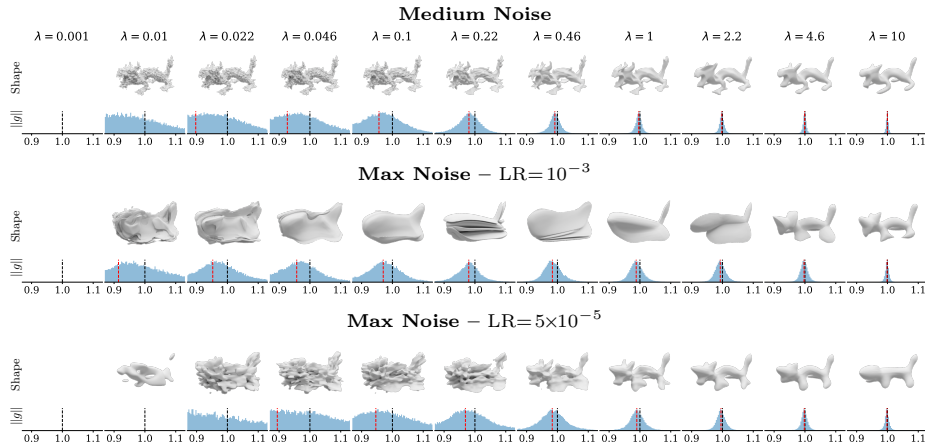 Medium Noise
λ = 0.001 λ = 0.01 λ = 0.022 λ = 0.046 λ = 0.1 λ = 0.22 λ = 0.46 λ = 1 λ = 2.2 λ = 4.6 λ = 10
Shape
||g||
0.9 1.0 1.1 0.9 1.0 1.1 0.9 1.0 1.1 0.9 1.0 1.1 0.9 1.0 1.1 0.9 1.0 1.1 0.9 1.0 1.1 0.9 1.0 1.1 0.9 1.0 1.1 0.9 1.0 1.1 0.9 1.0 1.1
Max Noise – LR=10⁻³
Shape
||g||
0.9 1.0 1.1 0.9 1.0 1.1 0.9 1.0 1.1 0.9 1.0 1.1 0.9 1.0 1.1 0.9 1.0 1.1 0.9 1.0 1.1 0.9 1.0 1.1 0.9 1.0 1.1 0.9 1.0 1.1 0.9 1.0 1.1
Max Noise – LR=5×10⁻⁵
Shape
||g||
0.9 1.0 1.1 0.9 1.0 1.1 0.9 1.0 1.1 0.9 1.0 1.1 0.9 1.0 1.1 0.9 1.0 1.1 0.9 1.0 1.1 0.9 1.0 1.1 0.9 1.0 1.1 0.9 1.0 1.1 0.9 1.0 1.1